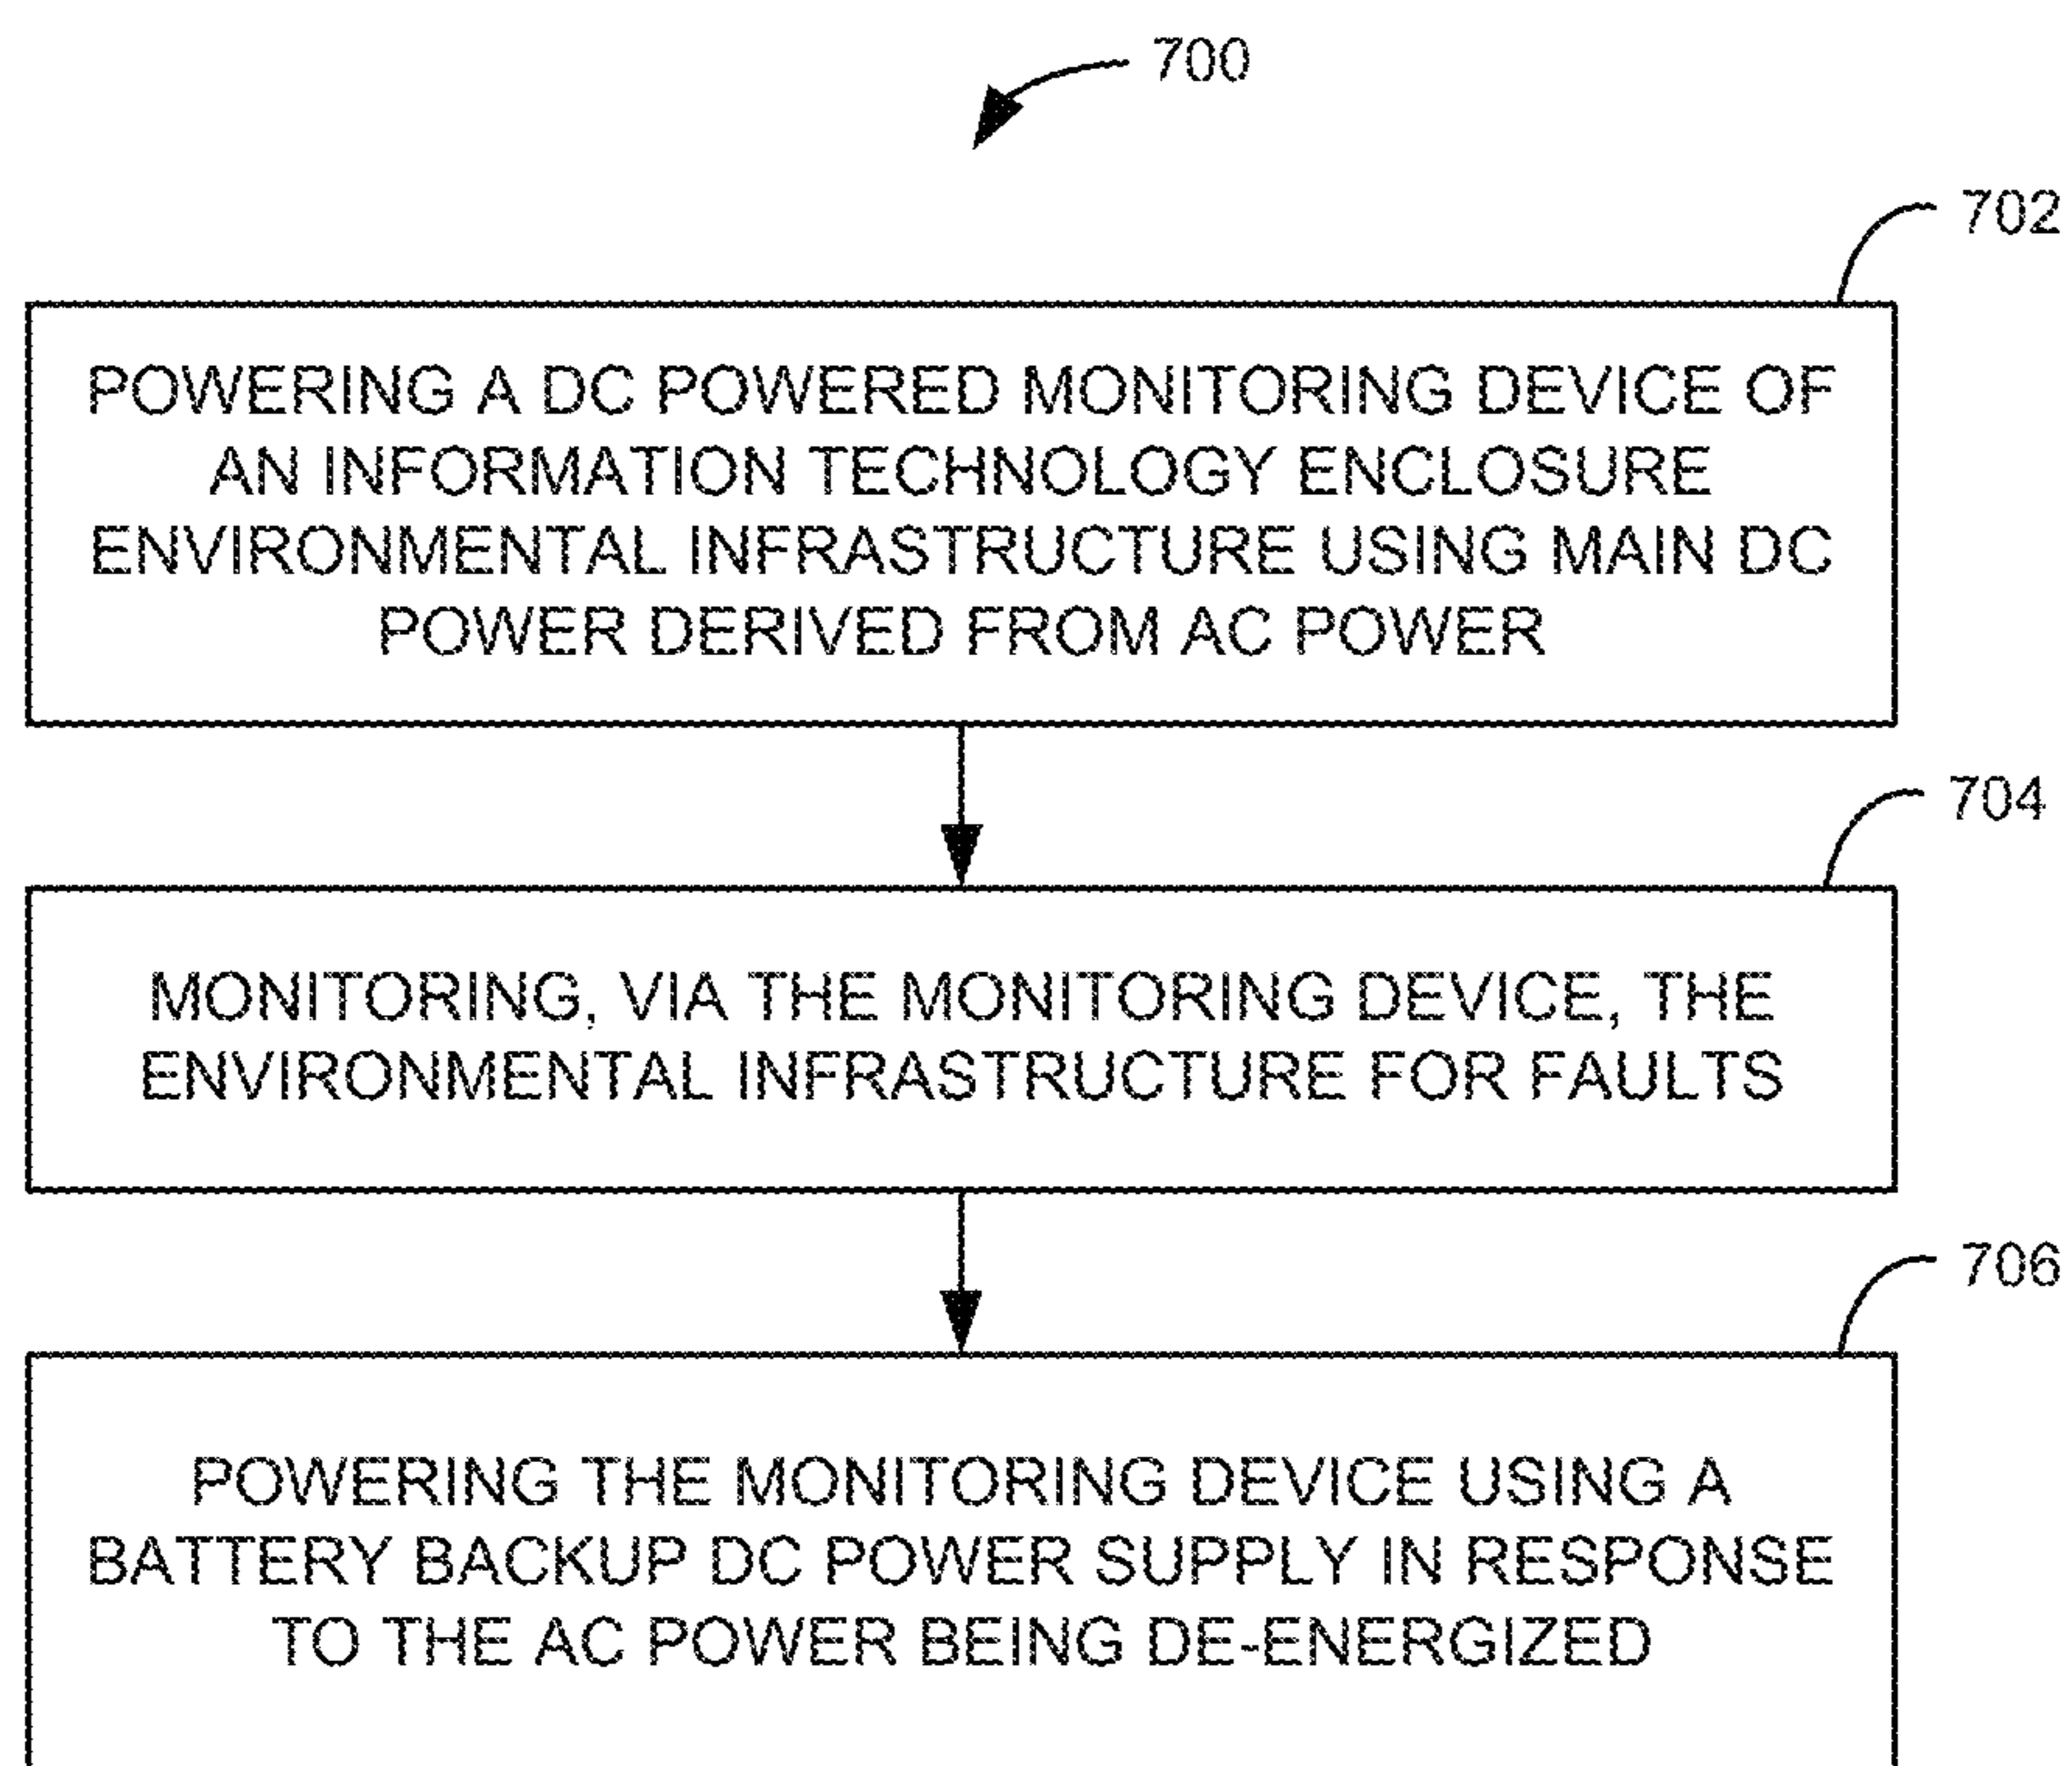 700
702
POWERING A DC POWERED MONITORING DEVICE OF
AN INFORMATION TECHNOLOGY ENCLOSURE
ENVIRONMENTAL INFRASTRUCTURE USING MAIN DC
POWER DERIVED FROM AC POWER
704
MONITORING, VIA THE MONITORING DEVICE, THE
ENVIRONMENTAL INFRASTRUCTURE FOR FAULTS
706
POWERING THE MONITORING DEVICE USING A
BATTERY BACKUP DC POWER SUPPLY IN RESPONSE
TO THE AC POWER BEING DE-ENERGIZED